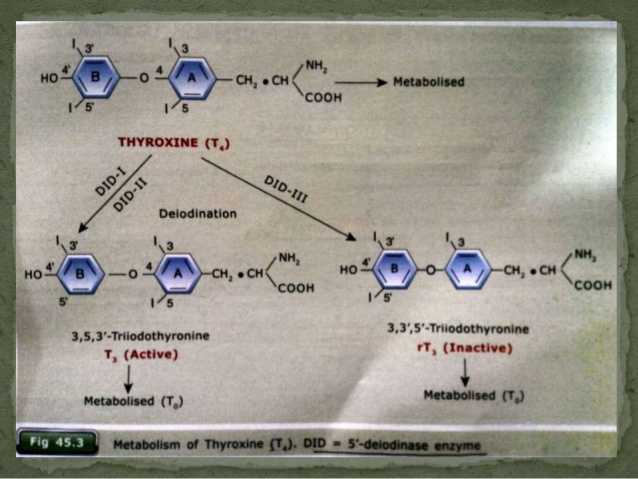 I 3' I 3
HO 4' B O 4 A CH₂ • CH NH₂ COOH Metabolised
I 5' I 5
THYROXINE (T₄)
DID-I
DID-II
DID-III
Deiodination
I 3' I 3
HO 4' B O 4 A CH₂ • CH NH₂ COOH
5' I 5
I 3' I 3
HO 4' B O A CH₂ • CH NH₂ COOH
I 5'
3,5,3'-Triiodothyronine
T₃ (Active)
Metabolised (T₀)
3,3',5'-Triiodothyronine
rT₃ (Inactive)
Metabolised (T₀)
Fig 45.3 Metabolism of Thyroxine (T₄). DID = 5'-deiodinase enzyme